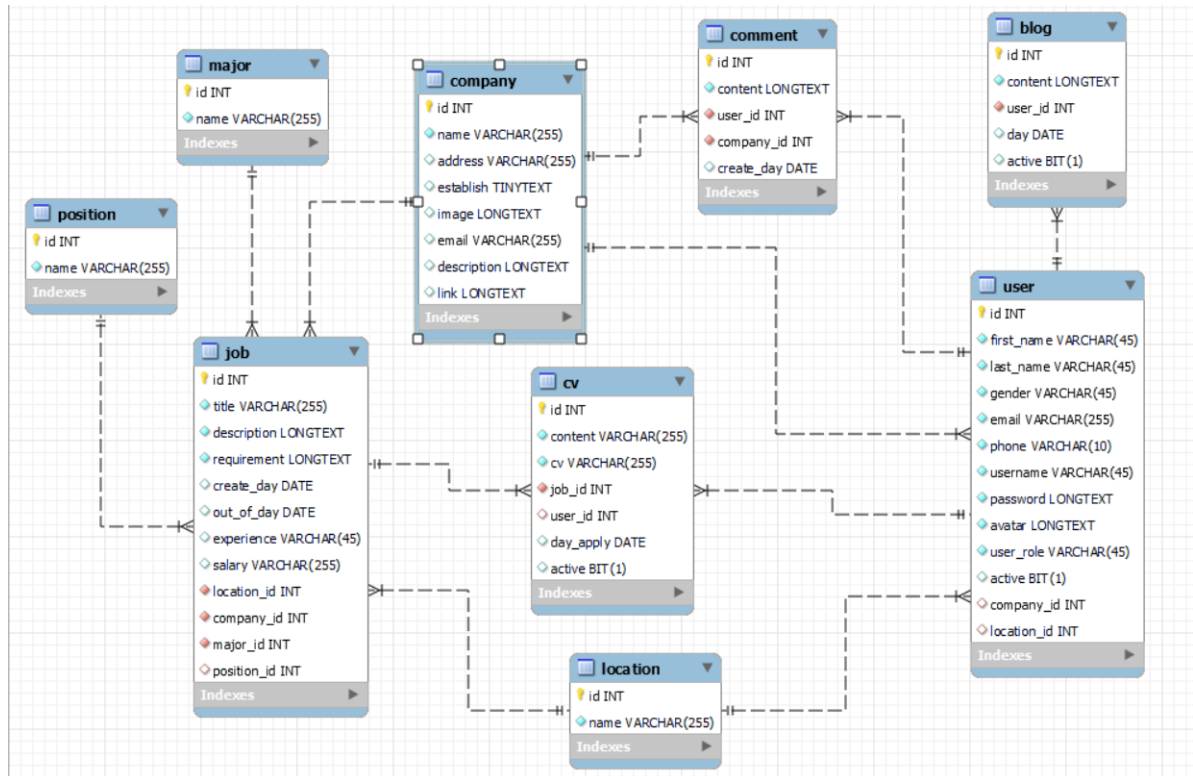 major
id INT
name VARCHAR(255)
Indexes
position
id INT
name VARCHAR(255)
Indexes
company
id INT
name VARCHAR(255)
address VARCHAR(255)
establish TINYTEXT
image LONGTEXT
email VARCHAR(255)
description LONGTEXT
link LONGTEXT
Indexes
comment
id INT
content LONGTEXT
user_id INT
company_id INT
create_day DATE
Indexes
blog
id INT
content LONGTEXT
user_id INT
day DATE
active BIT(1)
Indexes
job
id INT
title VARCHAR(255)
description LONGTEXT
requirement LONGTEXT
create_day DATE
out_of_day DATE
experience VARCHAR(45)
salary VARCHAR(255)
location_id INT
company_id INT
major_id INT
position_id INT
Indexes
cv
id INT
content VARCHAR(255)
cv VARCHAR(255)
job_id INT
user_id INT
day_apply DATE
active BIT(1)
Indexes
user
id INT
first_name VARCHAR(45)
last_name VARCHAR(45)
gender VARCHAR(45)
email VARCHAR(255)
phone VARCHAR(10)
username VARCHAR(45)
password LONGTEXT
avatar LONGTEXT
user_role VARCHAR(45)
active BIT(1)
company_id INT
location_id INT
Indexes
location
id INT
name VARCHAR(255)
Indexes